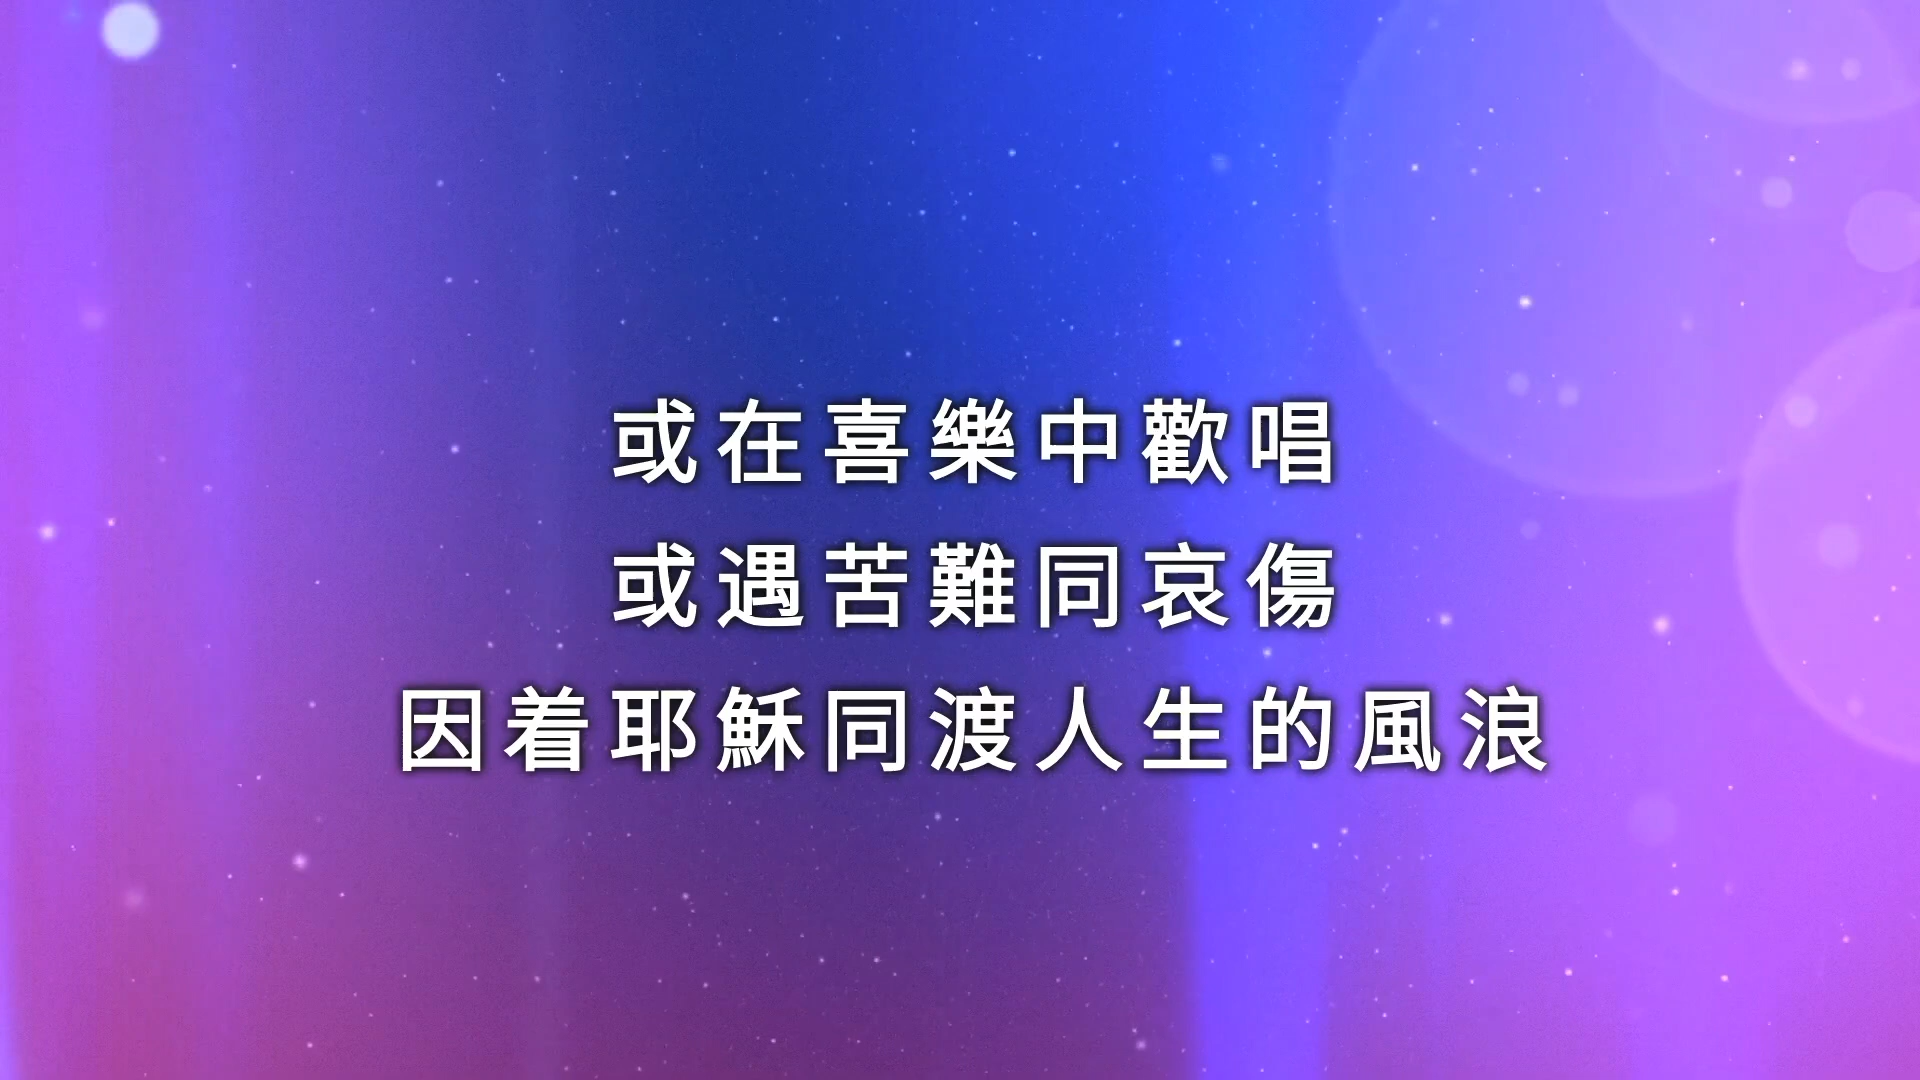 或在喜樂中歡唱
或遇苦難同哀傷
因着耶穌同渡人生的風浪